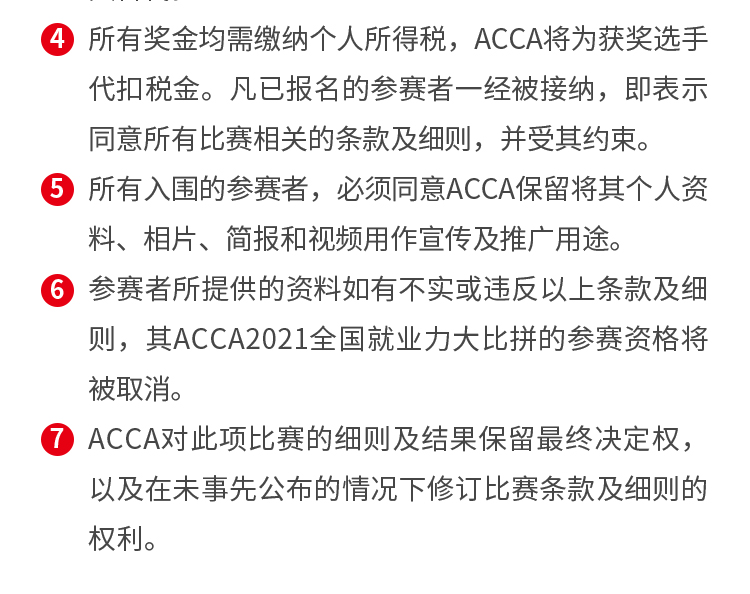 4 所有奖金均需缴纳个人所得税，ACCA将为获奖选手
代扣税金。凡已报名的参赛者一经被接纳，即表示
同意所有比赛相关的条款及细则，并受其约束。
5 所有入围的参赛者，必须同意ACCA保留将其个人资
料、相片、简报和视频用作宣传及推广用途。
6 参赛者所提供的资料如有不实或违反以上条款及细
则，其ACCA2021全国就业力大比拼的参赛资格将
被取消。
7 ACCA对此项比赛的细则及结果保留最终决定权，
以及在未事先公布的情况下修订比赛条款及细则的
权利。